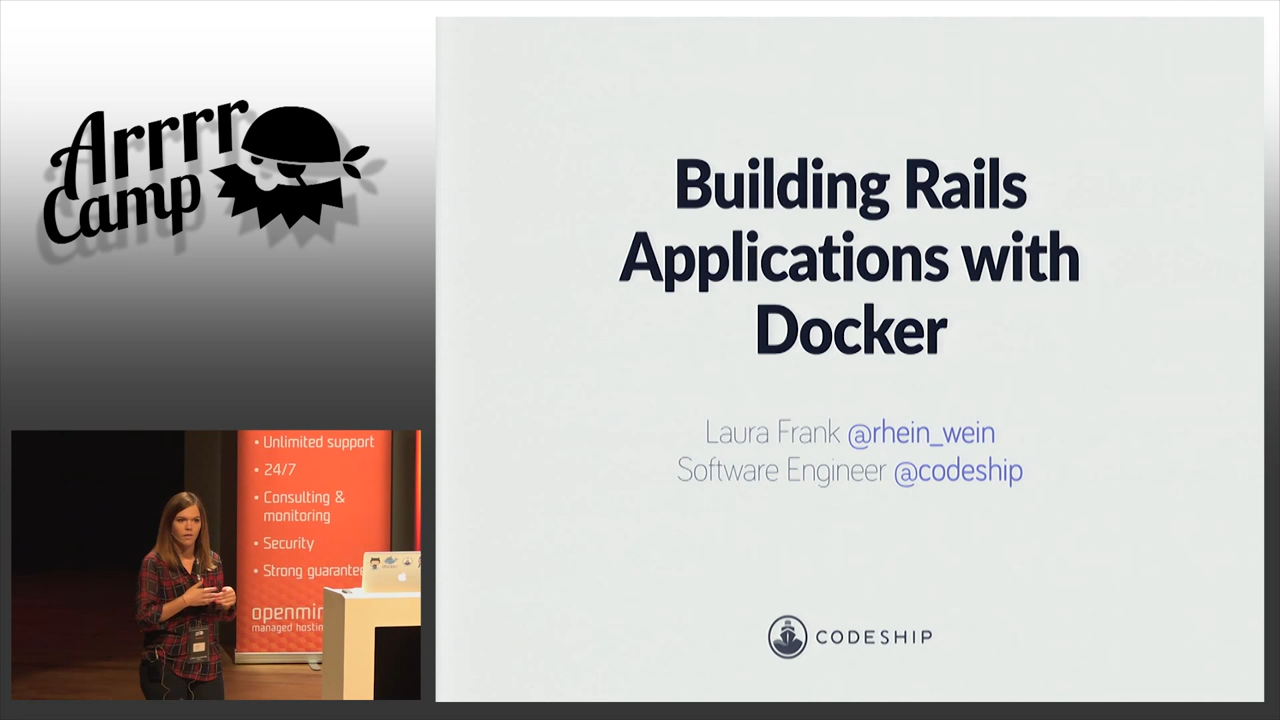 Arrrr
Camp
Building Rails
Applications with
Docker
Laura Frank @rhein_wein
Software Engineer @codeship
CODESHIP
• Unlimited support
• 24/7
• Consulting &
monitoring
• Security
• Strong guarantee
openmin
managed hostin